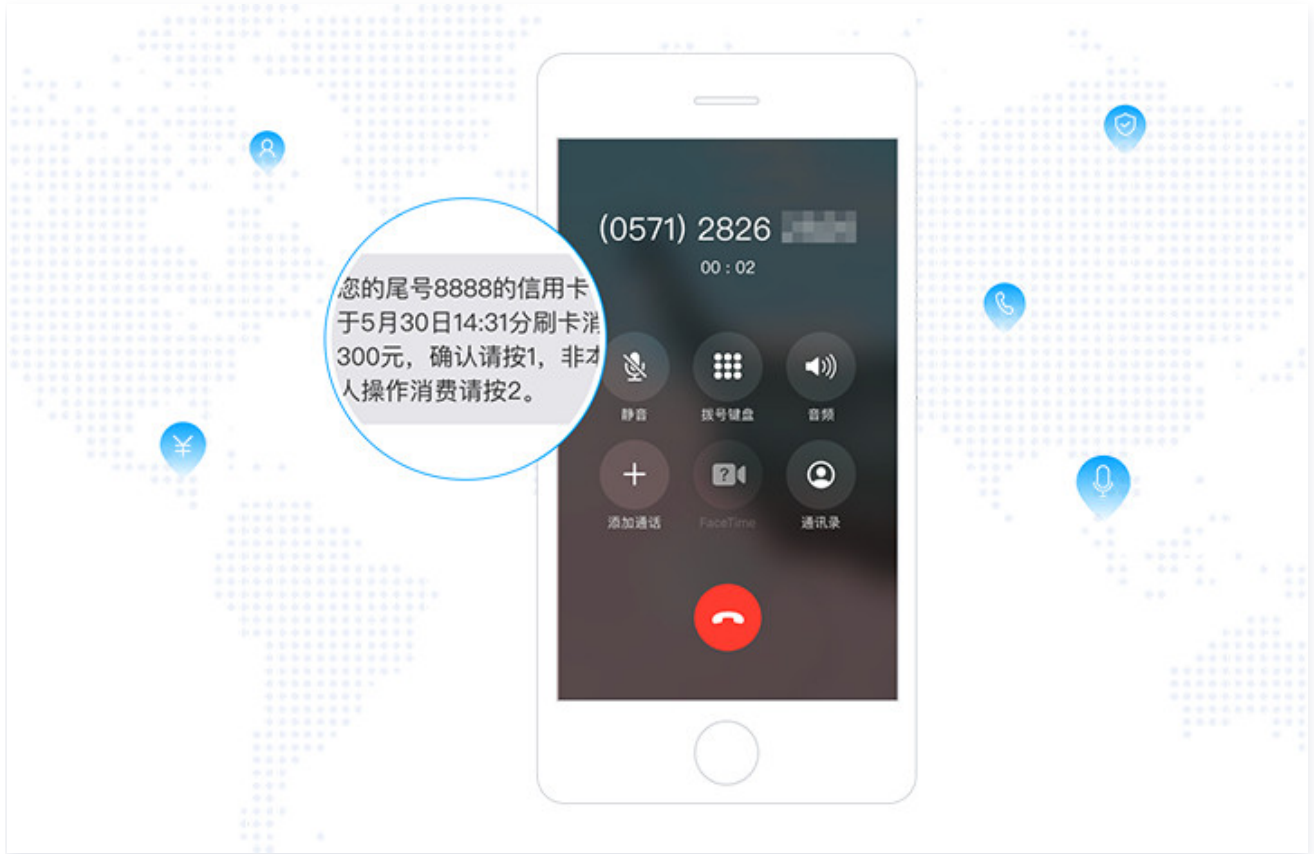 (0571) 2826
00 : 02
您的尾号8888的信用卡
于5月30日14:31分刷卡消
300元，确认请按1，非本
人操作消费请按2。
静音
拨号键盘
音频
添加通话
FaceTime
通讯录